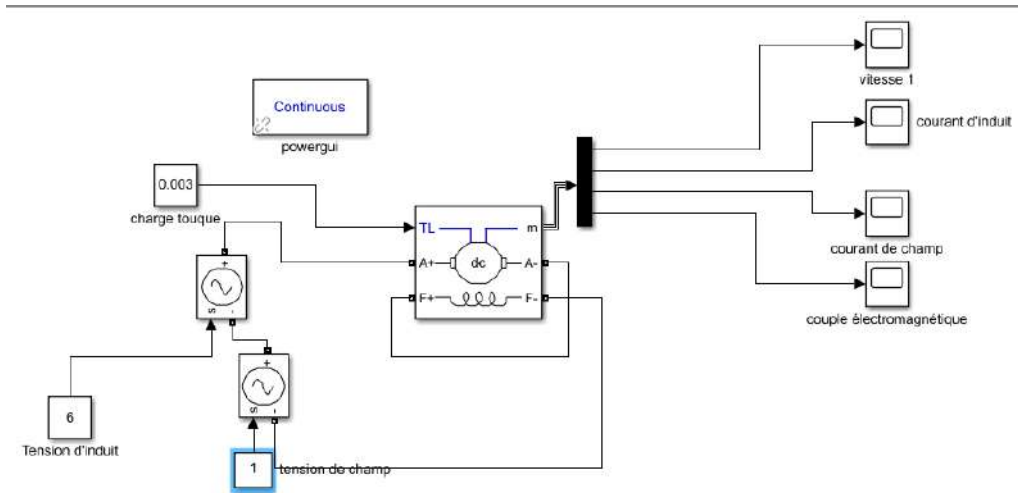 vitesse 1
Continuous
powergui
courant d'induit
0.003
charge touque
TL
m
A+
dc
A-
F+
F-
courant de champ
couple électromagnétique
+
s
-
+
s
-
6
Tension d'induit
1
tension de champ